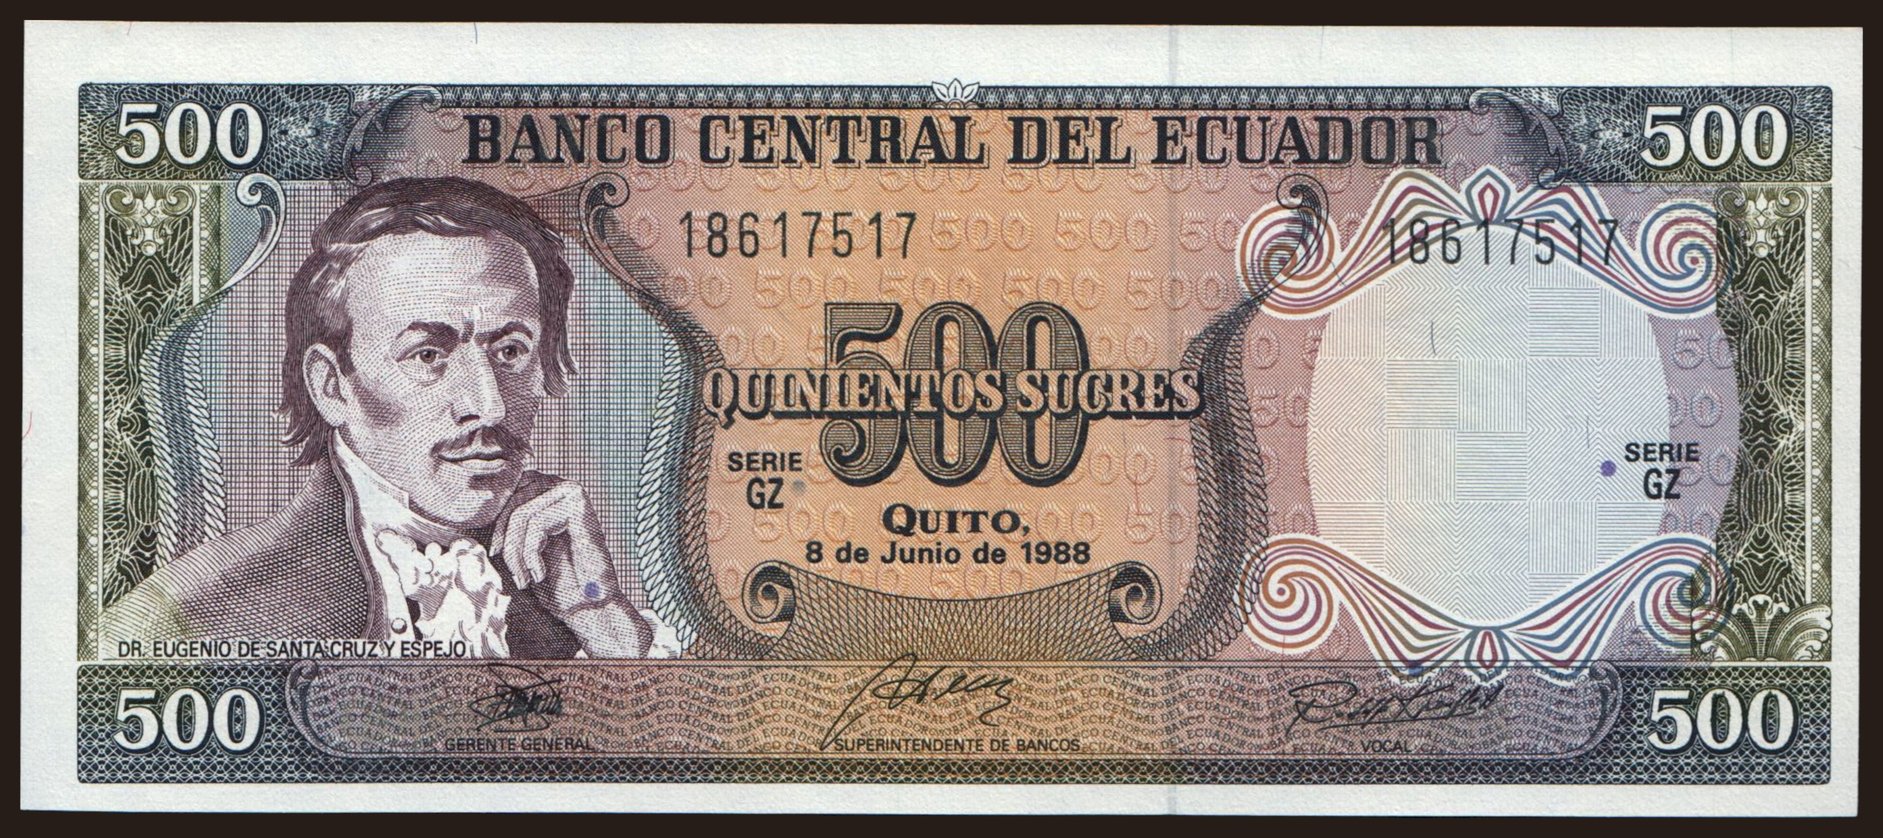 500 BANCO CENTRAL DEL ECUADOR 500
18617517 18617517
500
QUINIENTOS SUCRES
SERIE
GZ
SERIE
GZ
QUITO,
8 de Junio de 1988
DR. EUGENIO DE SANTA CRUZ Y ESPEJO
500 GERENTE GENERAL SUPERINTENDENTE DE BANCOS VOCAL 500